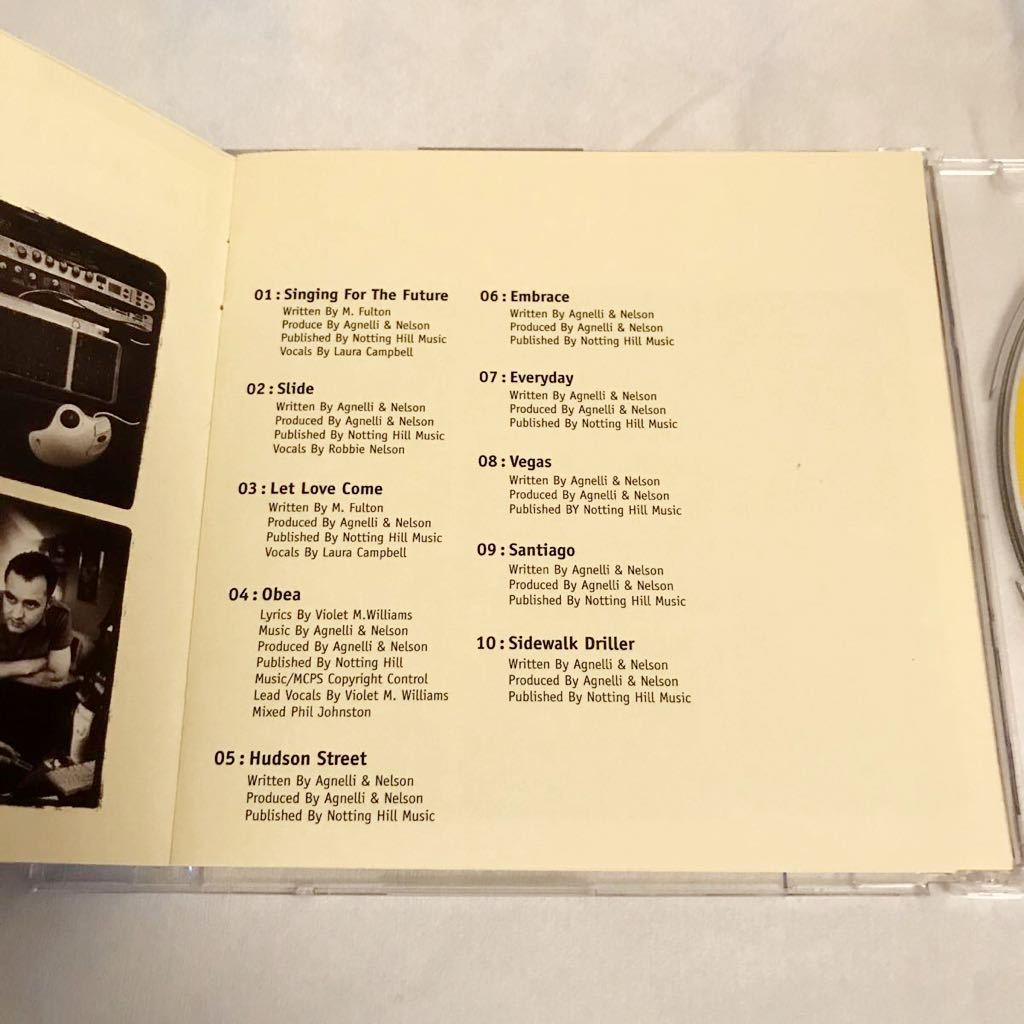 01: Singing For The Future
Written By M. Fulton
Produce By Agnelli & Nelson
Published By Notting Hill Music
Vocals By Laura Campbell
02: Slide
Written By Agnelli & Nelson
Produced By Agnelli & Nelson
Published By Notting Hill Music
Vocals By Robbie Nelson
03: Let Love Come
Written By M. Fulton
Produced By Agnelli & Nelson
Published By Notting Hill Music
Vocals By Laura Campbell
04: Obea
Lyrics By Violet M.Williams
Music By Agnelli & Nelson
Produced By Agnelli & Nelson
Published By Notting Hill
Music/MCPS Copyright Control
Lead Vocals By Violet M. Williams
Mixed Phil Johnston
05: Hudson Street
Written By Agnelli & Nelson
Produced By Agnelli & Nelson
Published By Notting Hill Music
06: Embrace
Written By Agnelli & Nelson
Produced By Agnelli & Nelson
Published By Notting Hill Music
07: Everyday
Written By Agnelli & Nelson
Produced By Agnelli & Nelson
Published By Notting Hill Music
08: Vegas
Written By Agnelli & Nelson
Produced By Agnelli & Nelson
Published BY Notting Hill Music
09: Santiago
Written By Agnelli & Nelson
Produced By Agnelli & Nelson
Published By Notting Hill Music
10: Sidewalk Driller
Written By Agnelli & Nelson
Produced By Agnelli & Nelson
Published By Notting Hill Music